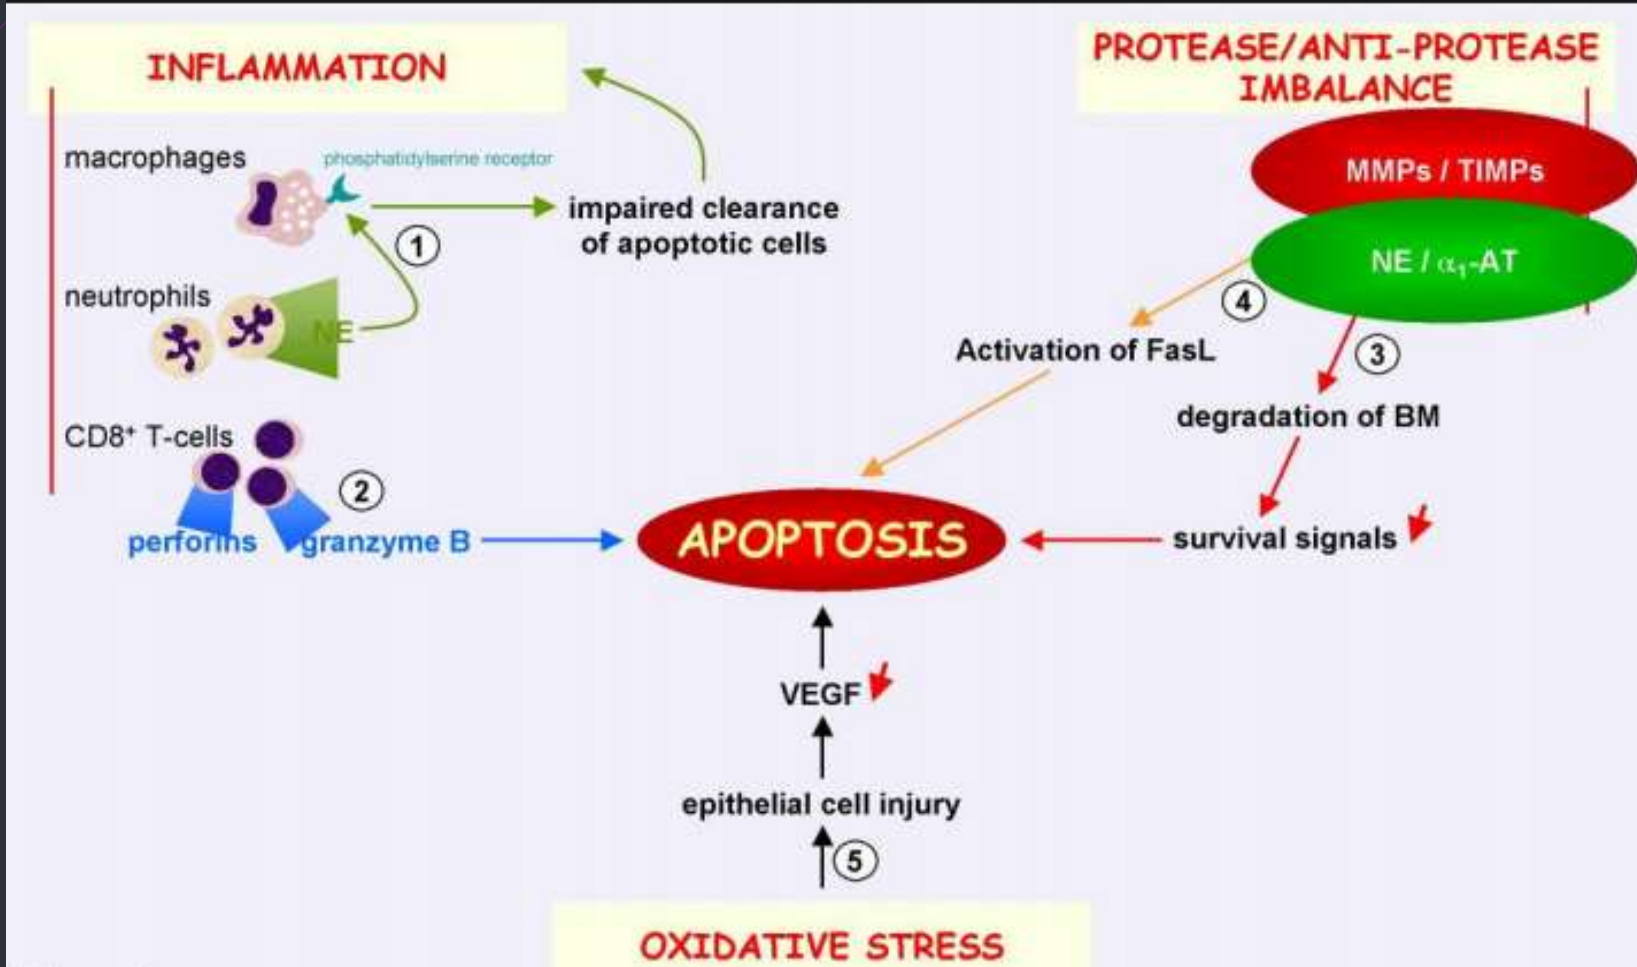 INFLAMMATION
PROTEASE/ANTI-PROTEASE
IMBALANCE
macrophages
phosphatidylserine receptor
impaired clearance
of apoptotic cells
1
neutrophils
NE
CD8⁺ T-cells
2
perforins
granzyme B
MMPs / TIMPs
NE / α₁-AT
4
Activation of FasL
3
degradation of BM
survival signals
APOPTOSIS
VEGF
epithelial cell injury
5
OXIDATIVE STRESS